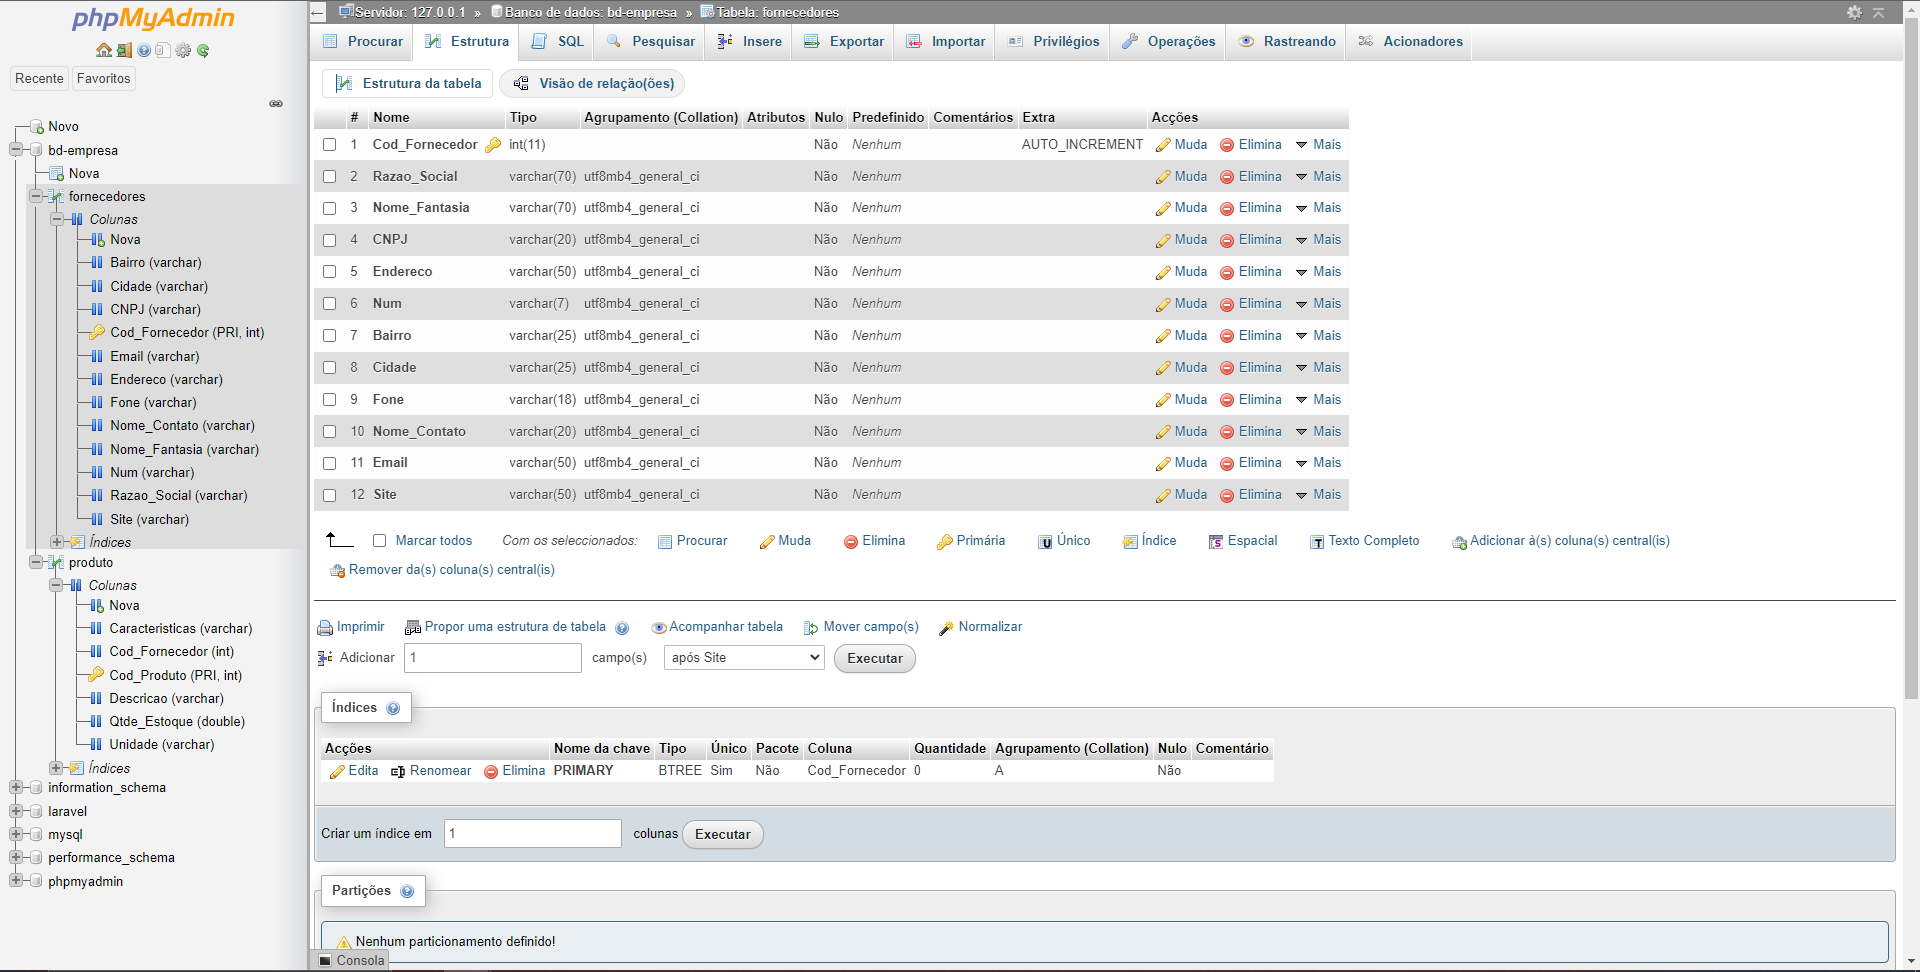 phpMyAdmin
Recente Favoritos
Novo
bd-empresa
Nova
fornecedores
Colunas
Nova
Bairro (varchar)
Cidade (varchar)
CNPJ (varchar)
Cod_Fornecedor (PRI, int)
Email (varchar)
Endereco (varchar)
Fone (varchar)
Nome_Contato (varchar)
Nome_Fantasia (varchar)
Num (varchar)
Razao_Social (varchar)
Site (varchar)
Índices
produto
Colunas
Nova
Caracteristicas (varchar)
Cod_Fornecedor (int)
Cod_Produto (PRI, int)
Descricao (varchar)
Qtde_Estoque (double)
Unidade (varchar)
Índices
information_schema
laravel
mysql
performance_schema
phpmyadmin
Servidor: 127.0.0.1 » Banco de dados: bd-empresa » Tabela: fornecedores
Procurar Estrutura SQL Pesquisar Insere Exportar Importar Privilégios Operações Rastreando Acionadores
Estrutura da tabela Visão de relação(ões)
# Nome Tipo Agrupamento (Collation) Atributos Nulo Predefinido Comentários Extra Acções
1 Cod_Fornecedor int(11) Não Nenhum AUTO_INCREMENT Muda Elimina Mais
2 Razao_Social varchar(70) utf8mb4_general_ci Não Nenhum Muda Elimina Mais
3 Nome_Fantasia varchar(70) utf8mb4_general_ci Não Nenhum Muda Elimina Mais
4 CNPJ varchar(20) utf8mb4_general_ci Não Nenhum Muda Elimina Mais
5 Endereco varchar(50) utf8mb4_general_ci Não Nenhum Muda Elimina Mais
6 Num varchar(7) utf8mb4_general_ci Não Nenhum Muda Elimina Mais
7 Bairro varchar(25) utf8mb4_general_ci Não Nenhum Muda Elimina Mais
8 Cidade varchar(25) utf8mb4_general_ci Não Nenhum Muda Elimina Mais
9 Fone varchar(18) utf8mb4_general_ci Não Nenhum Muda Elimina Mais
10 Nome_Contato varchar(20) utf8mb4_general_ci Não Nenhum Muda Elimina Mais
11 Email varchar(50) utf8mb4_general_ci Não Nenhum Muda Elimina Mais
12 Site varchar(50) utf8mb4_general_ci Não Nenhum Muda Elimina Mais
Marcar todos Com os seleccionados: Procurar Muda Elimina Primária Único Índice Espacial Texto Completo Adicionar à(s) coluna(s) central(is)
Remover da(s) coluna(s) central(is)
Imprimir Propor uma estrutura de tabela Acompanhar tabela Mover campo(s) Normalizar
Adicionar 1 campo(s) após Site Executar
Índices
Acções Nome da chave Tipo Único Pacote Coluna Quantidade Agrupamento (Collation) Nulo Comentário
Edita Renomear Elimina PRIMARY BTREE Sim Não Cod_Fornecedor 0 A Não
Criar um índice em 1 colunas Executar
Partições
Nenhum particionamento definido!
Consola